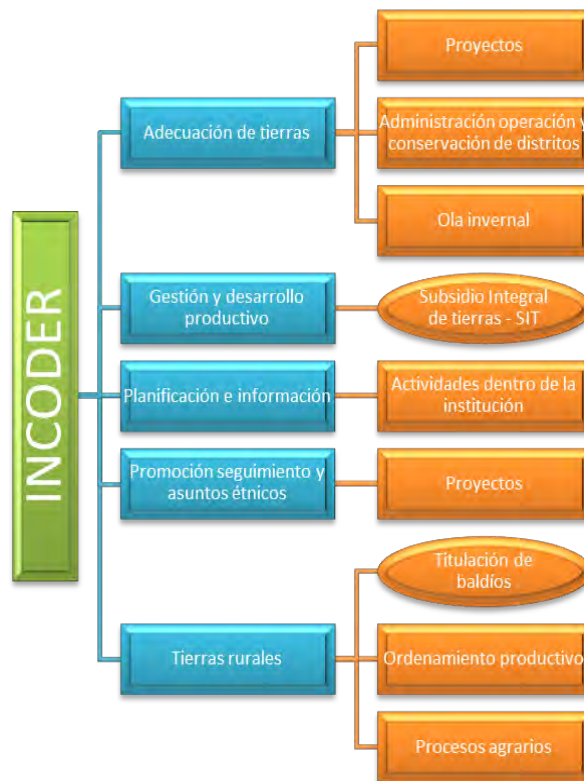 INCODER
Adecuación de tierras
Proyectos
Administración operación y
conservación de distritos
Ola invernal
Gestión y desarrollo
productivo
Subsidio Integral
de tierras - SIT
Planificación e información
Actividades dentro de la
institución
Promoción seguimiento y
asuntos étnicos
Proyectos
Tierras rurales
Titulación de
baldíos
Ordenamiento productivo
Procesos agrarios